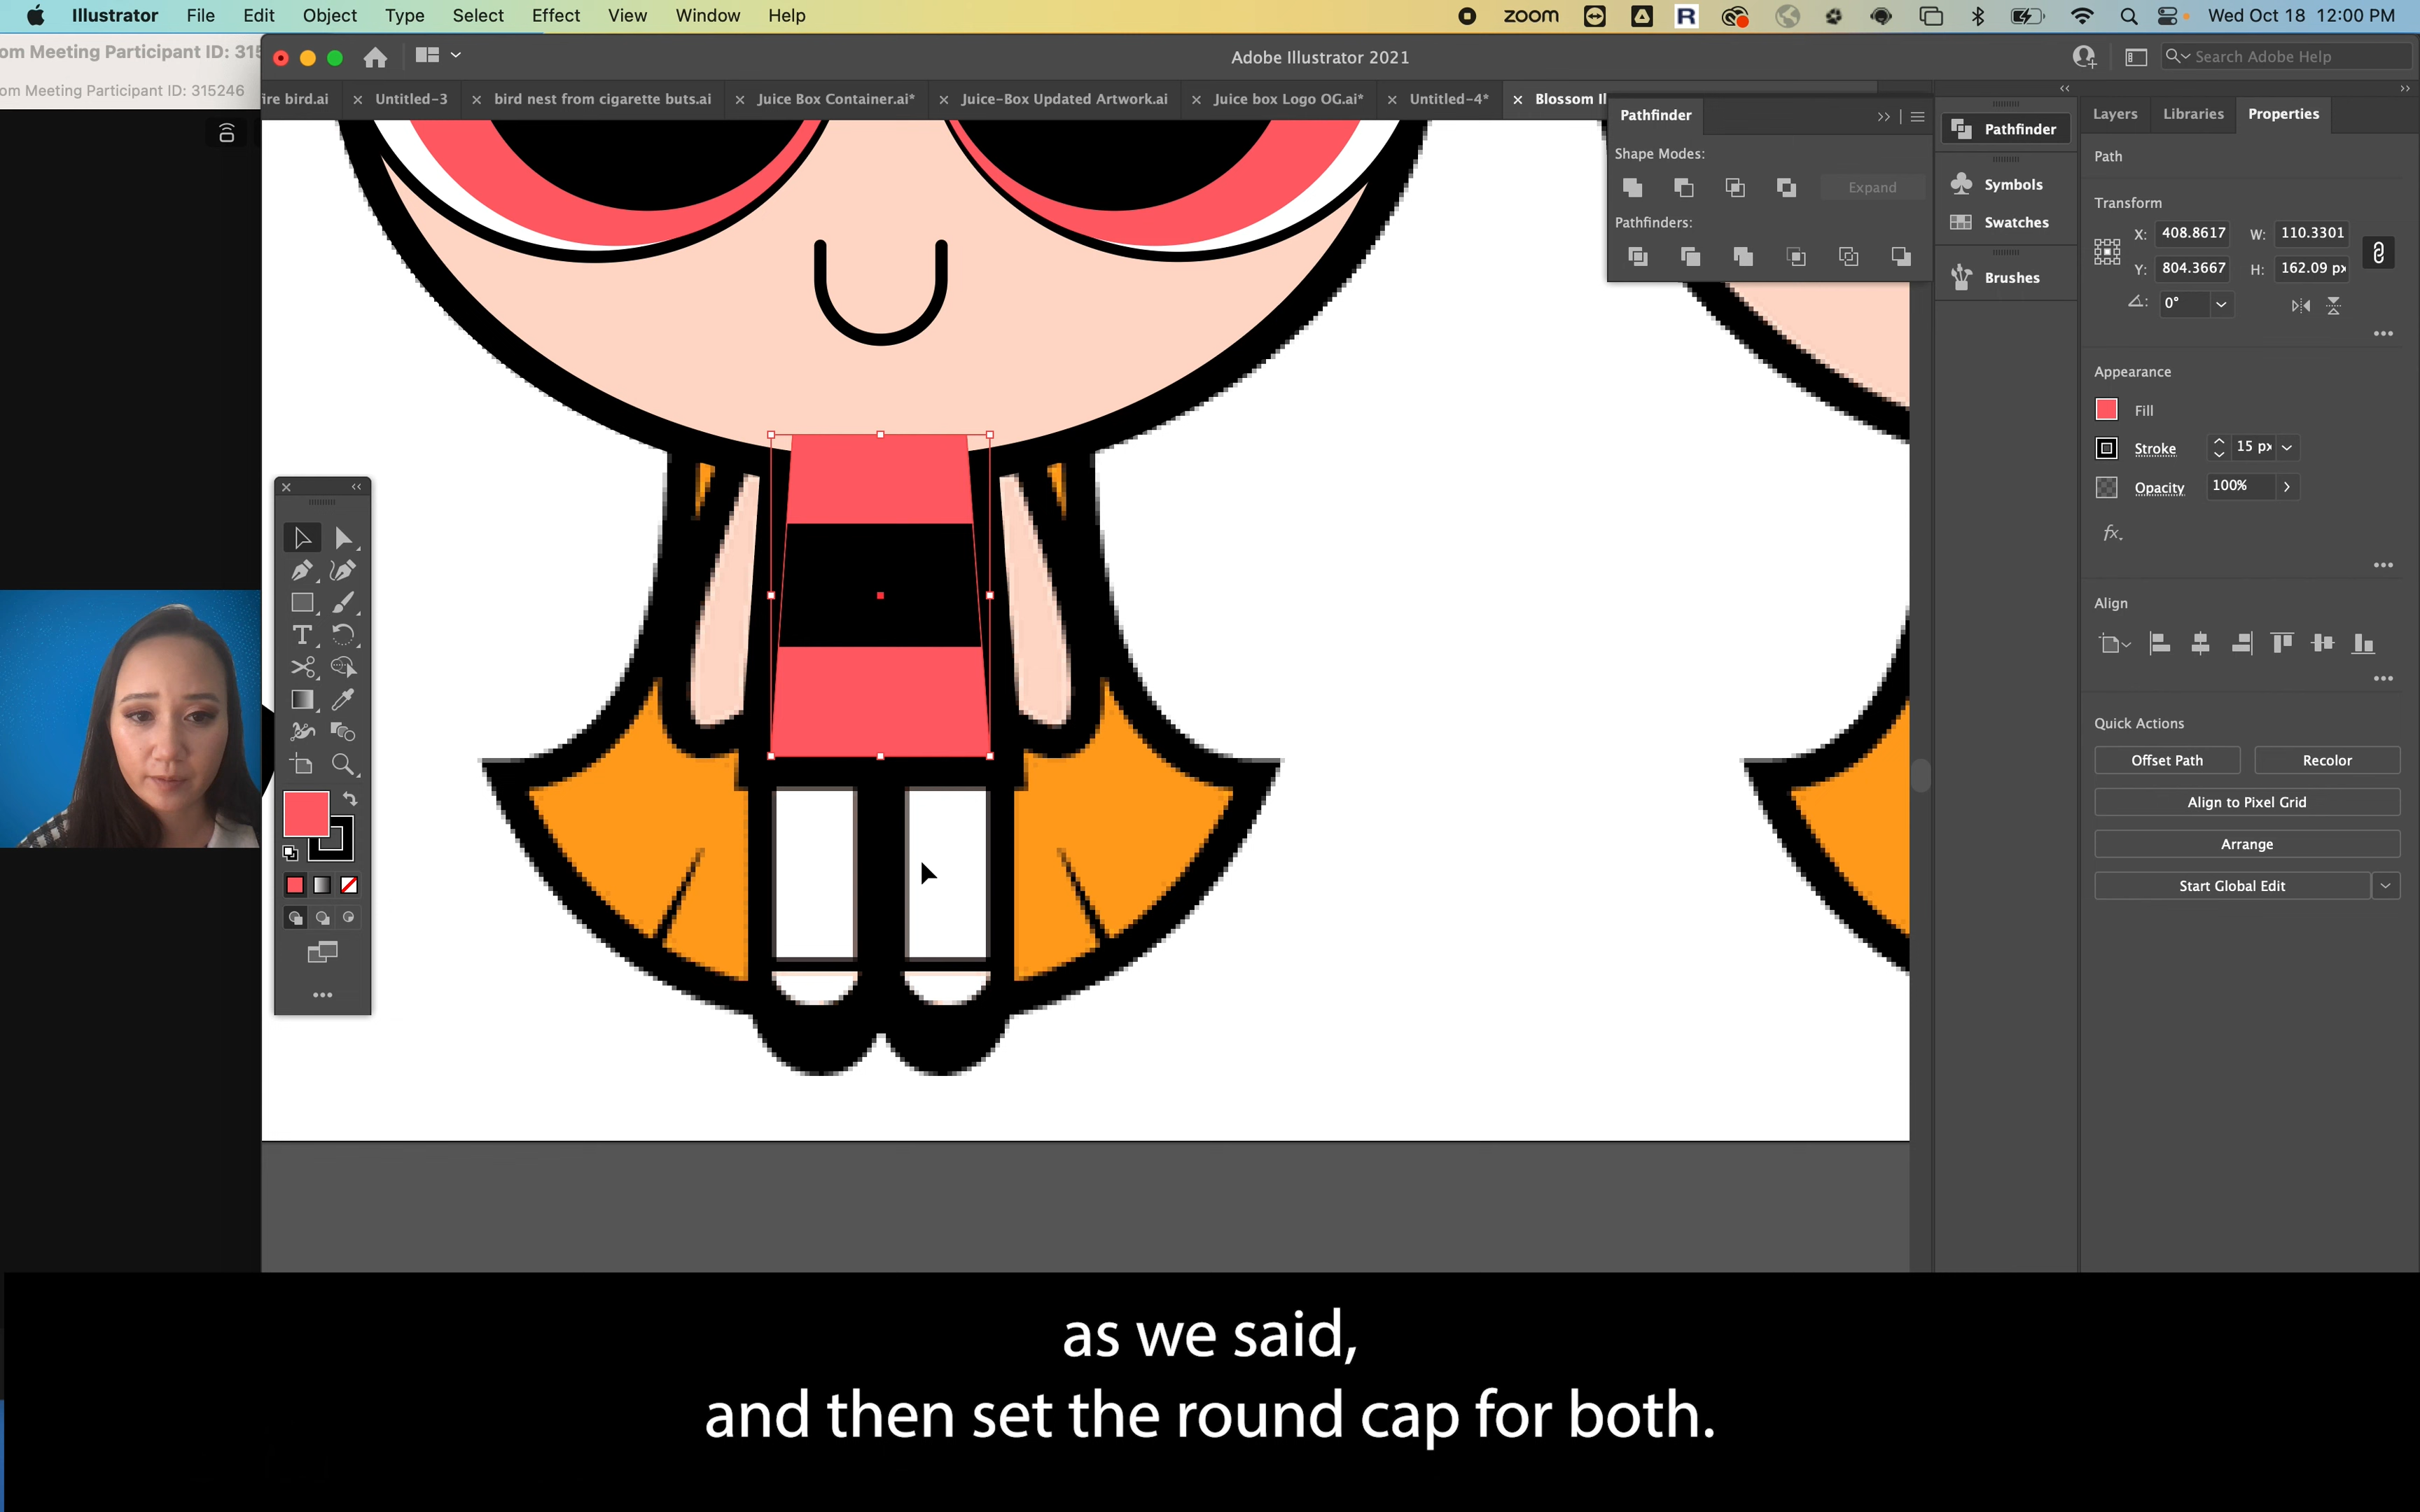 Illustrator File Edit Object Type Select Effect View Window Help
zoom
R
Wed Oct 18 12:00 PM
om Meeting Participant ID: 315
Adobe Illustrator 2021
Search Adobe Help
om Meeting Participant ID: 315246
ire bird.ai
× Untitled-3
× bird nest from cigarette buts.ai
× Juice Box Container.ai*
× Juice-Box Updated Artwork.ai
× Juice box Logo OG.ai*
× Untitled-4*
× Blossom Il
Pathfinder
Shape Modes:
Expand
Pathfinders:
Pathfinder
Symbols
Swatches
Brushes
Layers Libraries Properties
Path
Transform
X: 408.8617 W: 110.3301
Y: 804.3667 H: 162.09 px
0°
Appearance
Fill
Stroke 15 px
Opacity 100%
fx.
Align
Quick Actions
Offset Path Recolor
Align to Pixel Grid
Arrange
Start Global Edit
as we said,
and then set the round cap for both.